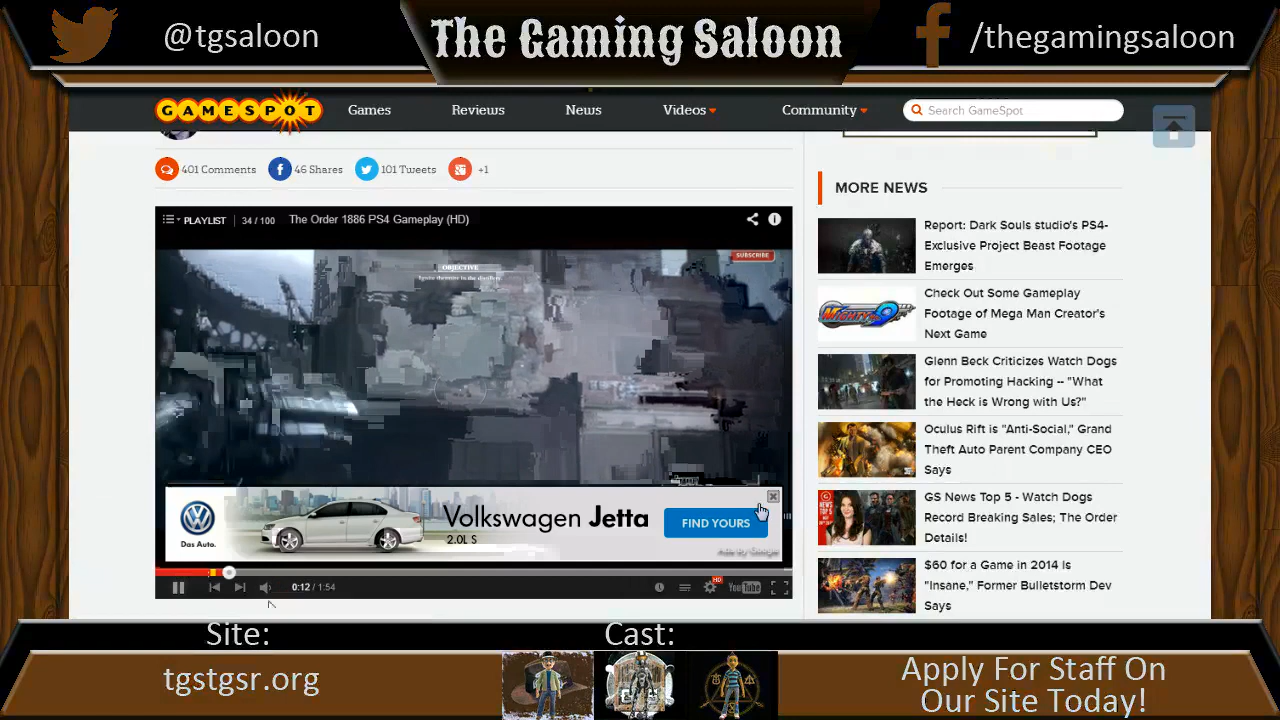 @tgsaloon
The Gaming Saloon
/thegamingsaloon
GAMESPOT
Games
Reviews
News
Videos
Community
Search GameSpot
401 Comments
46 Shares
101 Tweets
+1
PLAYLIST
34 / 100
The Order 1886 PS4 Gameplay (HD)
SUBSCRIBE
OBJECTIVE
Das Auto.
Volkswagen Jetta
2.0L S
FIND YOURS
Ads by Google
0:12 / 1:54
HD
YouTube
MORE NEWS
Report: Dark Souls studio's PS4-
Exclusive Project Beast Footage
Emerges
Check Out Some Gameplay
Footage of Mega Man Creator's
Next Game
Glenn Beck Criticizes Watch Dogs
for Promoting Hacking -- "What
the Heck is Wrong with Us?"
Oculus Rift is "Anti-Social," Grand
Theft Auto Parent Company CEO
Says
GS News Top 5 - Watch Dogs
Record Breaking Sales; The Order
Details!
$60 for a Game in 2014 is
"Insane," Former Bulletstorm Dev
Says
Site:
tgstgsr.org
Cast:
Apply For Staff On
Our Site Today!